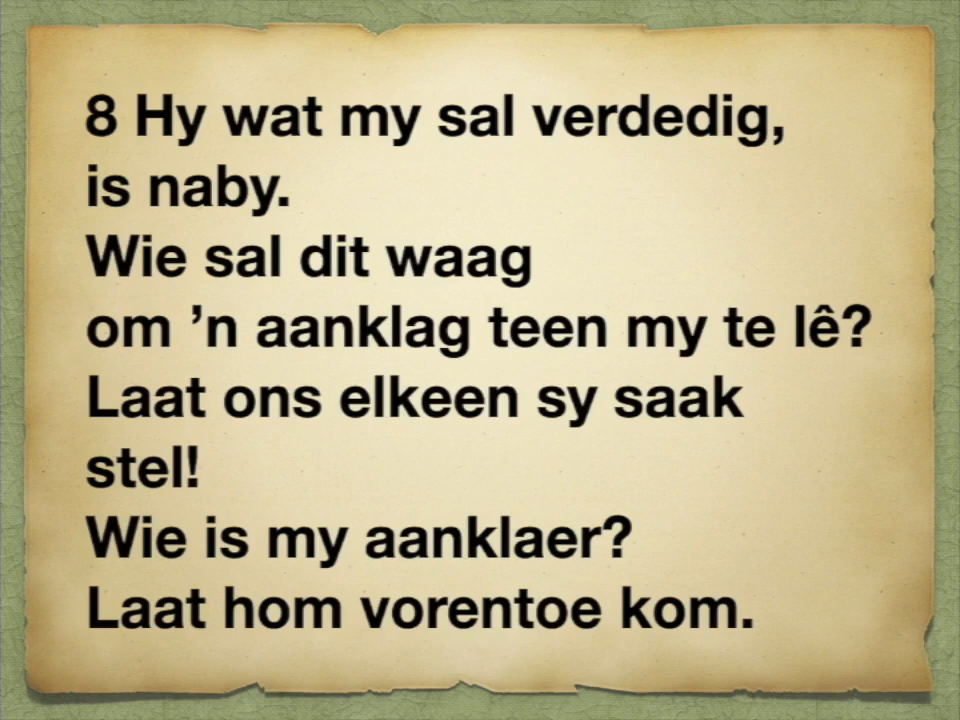 8 Hy wat my sal verdedig,
is naby.
Wie sal dit waag
om ’n aanklag teen my te lê?
Laat ons elkeen sy saak
stel!
Wie is my aanklaer?
Laat hom vorentoe kom.